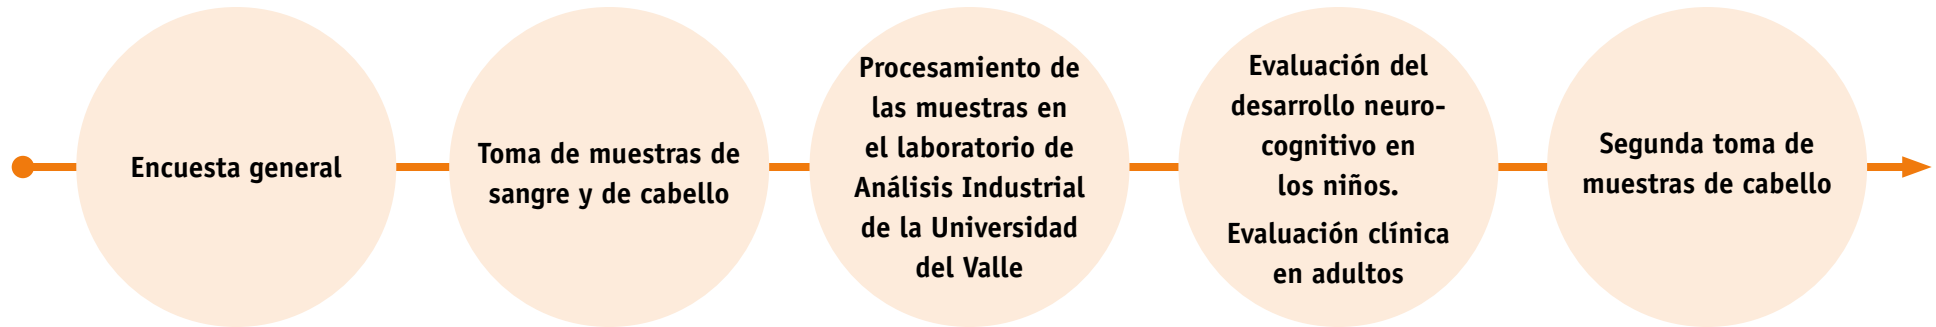 Encuesta general
Toma de muestras de
sangre y de cabello
Procesamiento de
las muestras en
el laboratorio de
Análisis Industrial
de la Universidad
del Valle
Evaluación del
desarrollo neuro-
cognitivo en
los niños.
Evaluación clínica
en adultos
Segunda toma de
muestras de cabello